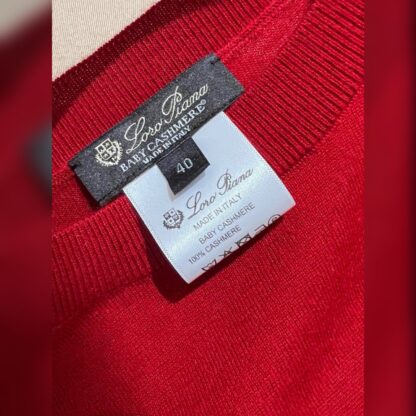 Loro Piana
BABY CASHMERE®
MADE IN ITALY
40
Loro Piana
MADE IN ITALY
BABY CASHMERE
100% CASHMERE